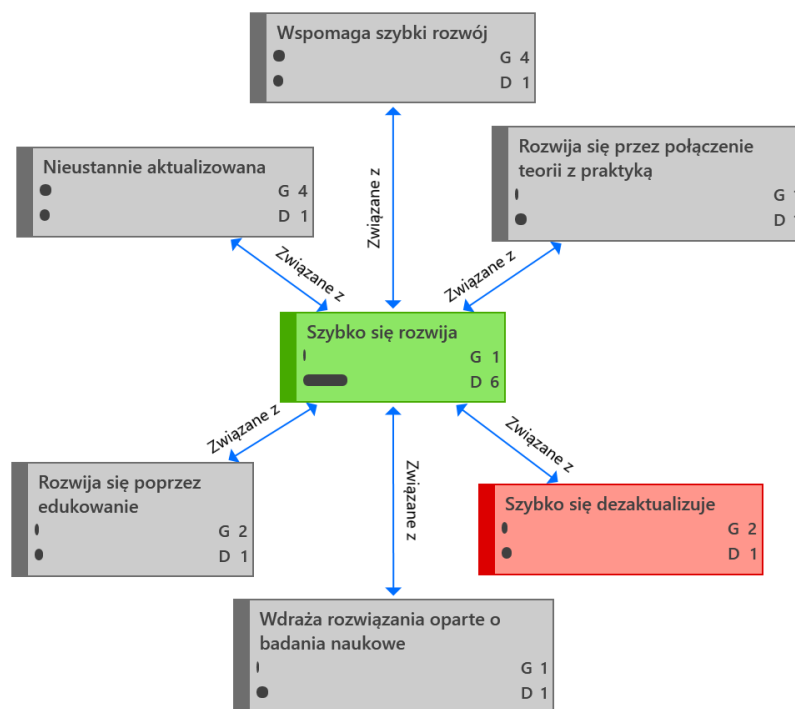 Wspomaga szybki rozwój
G 4
D 1
Nieustannie aktualizowana
G 4
D 1
Rozwija się przez połączenie
teorii z praktyką
G
D
Związane z
Związane z
Związane z
Szybko się rozwija
G 1
D 6
Związane z
Związane z
Związane z
Rozwija się poprzez
edukowanie
G 2
D 1
Szybko się dezaktualizuje
G 2
D 1
Wdraża rozwiązania oparte o
badania naukowe
G 1
D 1